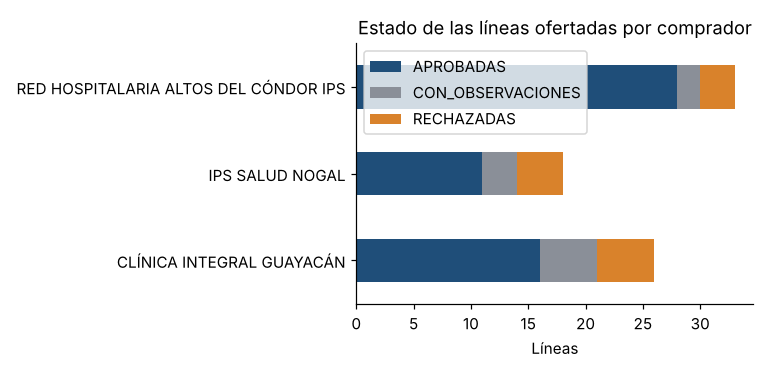 Estado de las líneas ofertadas por comprador
APROBADAS
CON_OBSERVACIONES
RECHAZADAS
RED HOSPITALARIA ALTOS DEL CÓNDOR IPS
IPS SALUD NOGAL
CLÍNICA INTEGRAL GUAYACÁN
0 5 10 15 20 25 30
Líneas